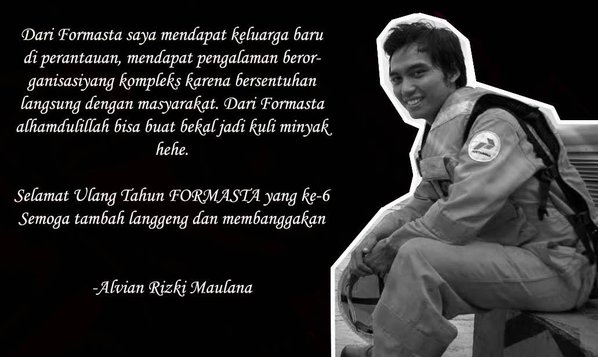 Dari Formasta saya mendapat keluarga baru
di perantauan, mendapat pengalaman beror-
ganisasiyang kompleks karena bersentuhan
langsung dengan masyarakat. Dari Formasta
alhamdulillah bisa buat bekal jadi kuli minyak
hehe.
Selamat Ulang Tahun FORMASTA yang ke-6
Semoga tambah langgeng dan membanggakan
-Alvian Rizki Maulana